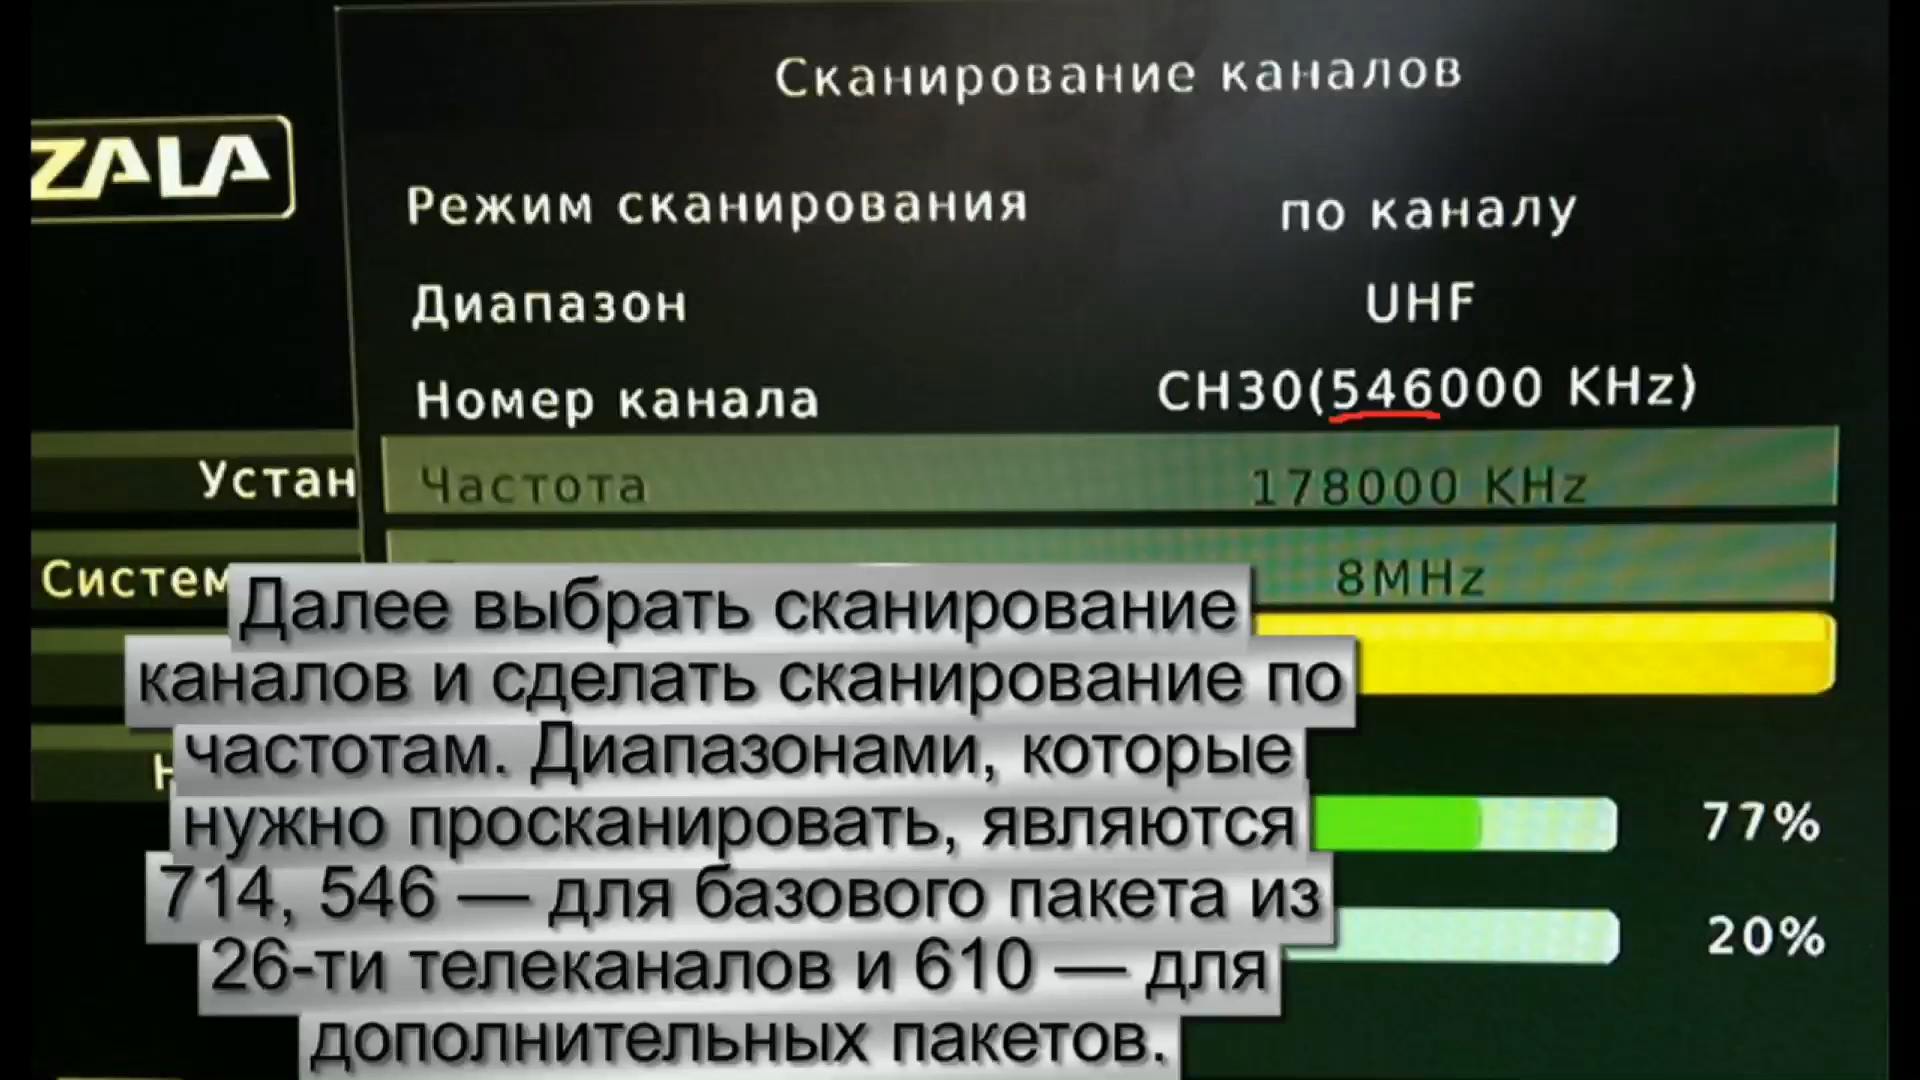 Сканирование каналов
ZALA
Режим сканирования по каналу
Диапазон UHF
Номер канала CH30(546000 KHz)
Устан
Частота 178000 KHz
Систем
8MHz
Далее выбрать сканирование
каналов и сделать сканирование по
частотам. Диапазонами, которые
нужно просканировать, являются
714, 546 — для базового пакета из
26-ти телеканалов и 610 — для
дополнительных пакетов.
77%
20%